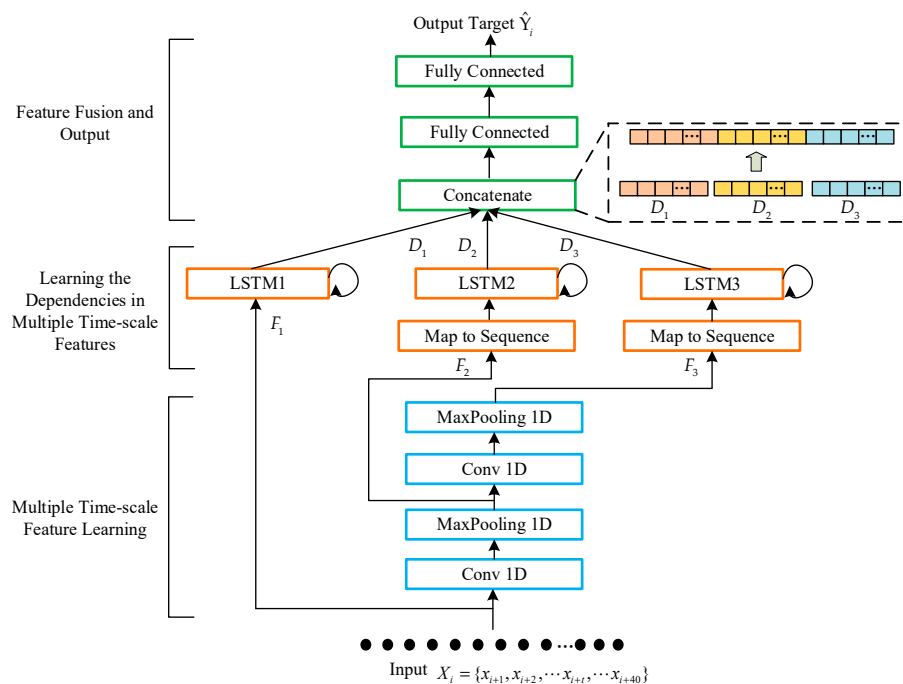 Output Target Ŷᵢ
Fully Connected
Feature Fusion and
Output
Fully Connected
Concatenate
D₁ D₂ D₃
D₁ D₂ D₃
Learning the
Dependencies in
Multiple Time-scale
Features
LSTM1 LSTM2 LSTM3
F₁
Map to Sequence Map to Sequence
F₂ F₃
MaxPooling 1D
Conv 1D
Multiple Time-scale
Feature Learning
MaxPooling 1D
Conv 1D
Input Xᵢ = {xᵢ₊₁, xᵢ₊₂, ⋯ xᵢ₊ₜ, ⋯ xᵢ₊₄₀}